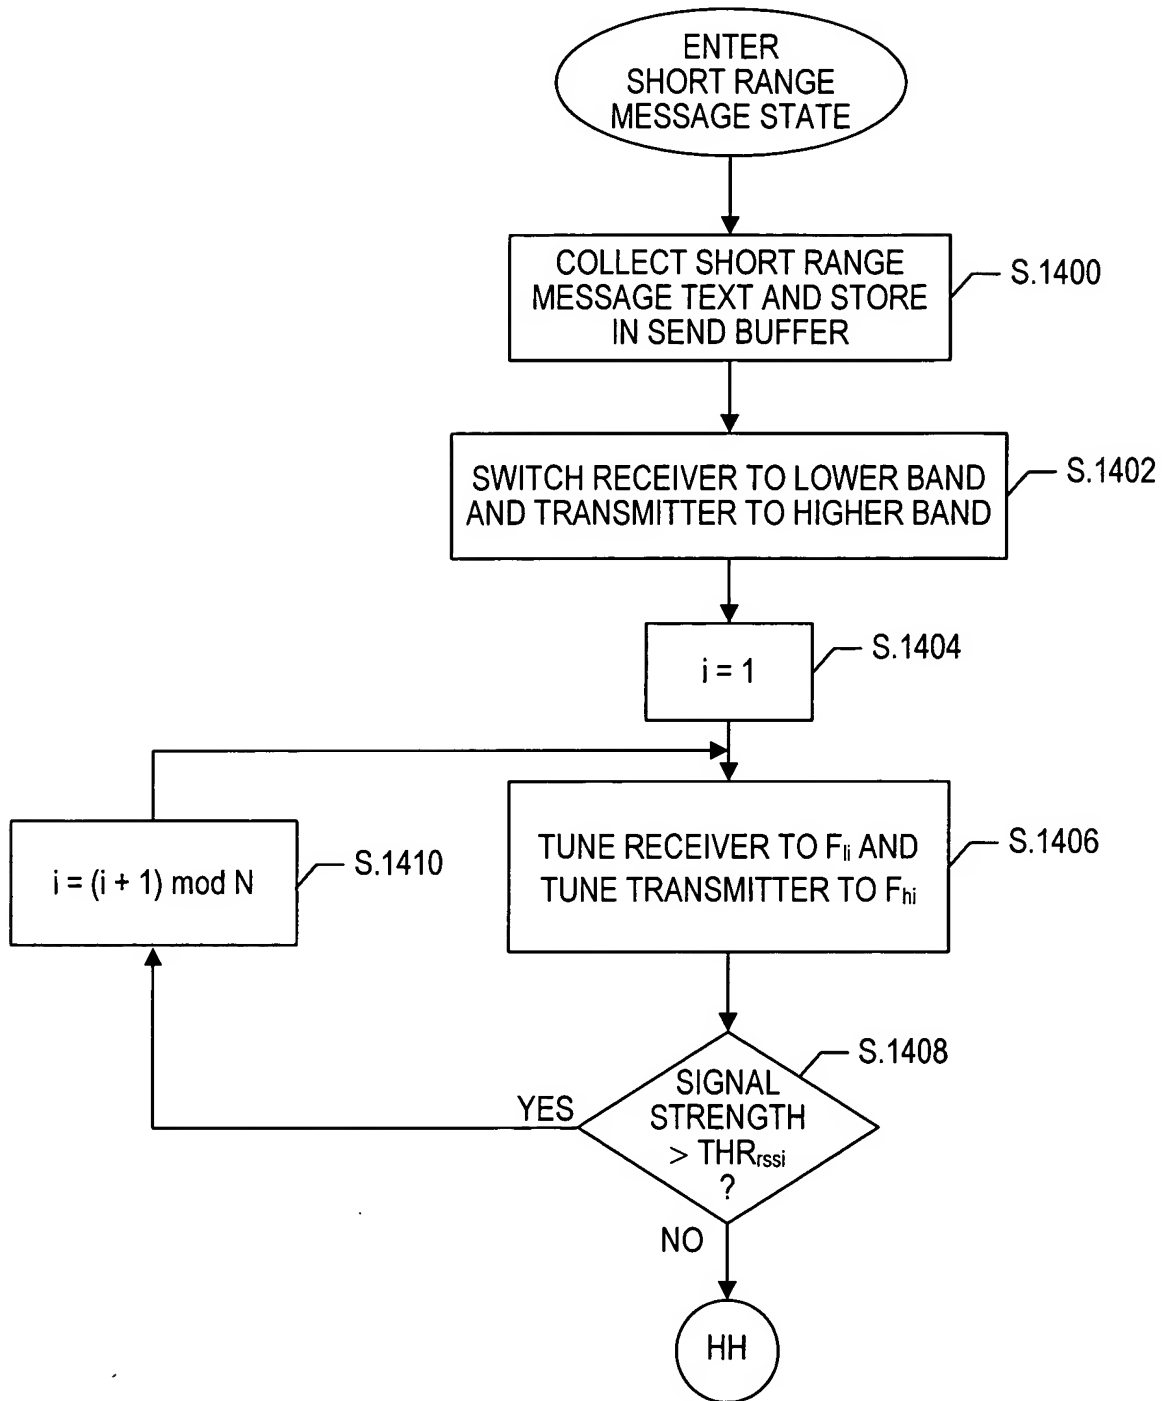 ENTER
SHORT RANGE
MESSAGE STATE
COLLECT SHORT RANGE
MESSAGE TEXT AND STORE
IN SEND BUFFER
S.1400
SWITCH RECEIVER TO LOWER BAND
AND TRANSMITTER TO HIGHER BAND
S.1402
i = 1
S.1404
TUNE RECEIVER TO Fli AND
TUNE TRANSMITTER TO Fhi
S.1406
i = (i + 1) mod N
S.1410
SIGNAL
STRENGTH
> THRrssi
?
S.1408
YES
NO
HH